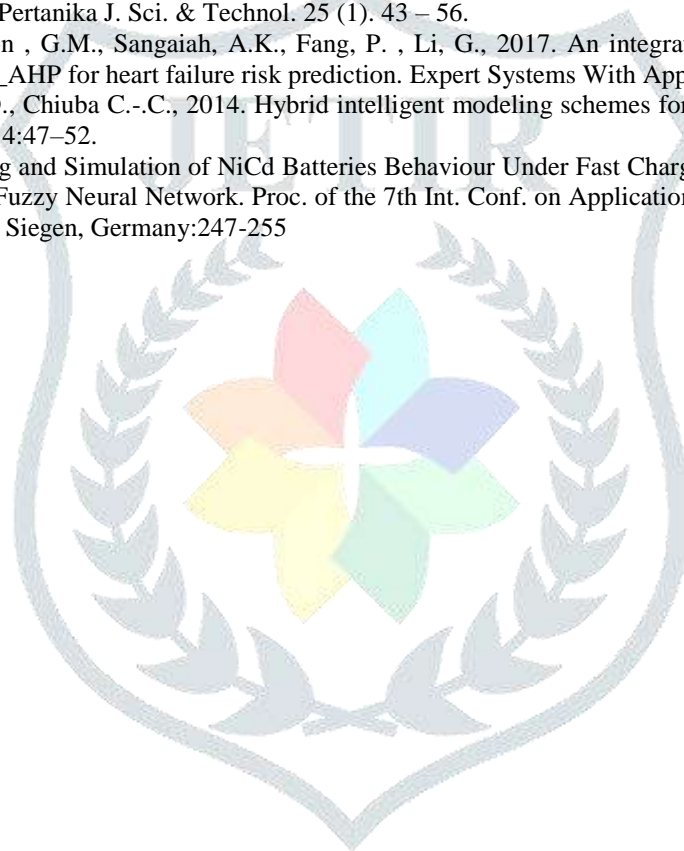 Pertanika J. Sci. & Technol. 25 (1). 43 – 56.
n , G.M., Sangaiah, A.K., Fang, P. , Li, G., 2017. An integrat
_AHP for heart failure risk prediction. Expert Systems With App
., Chiuba C.-.C., 2014. Hybrid intelligent modeling schemes for
4:47–52.
g and Simulation of NiCd Batteries Behaviour Under Fast Charg
Fuzzy Neural Network. Proc. of the 7th Int. Conf. on Application
Siegen, Germany:247-255
JETIR